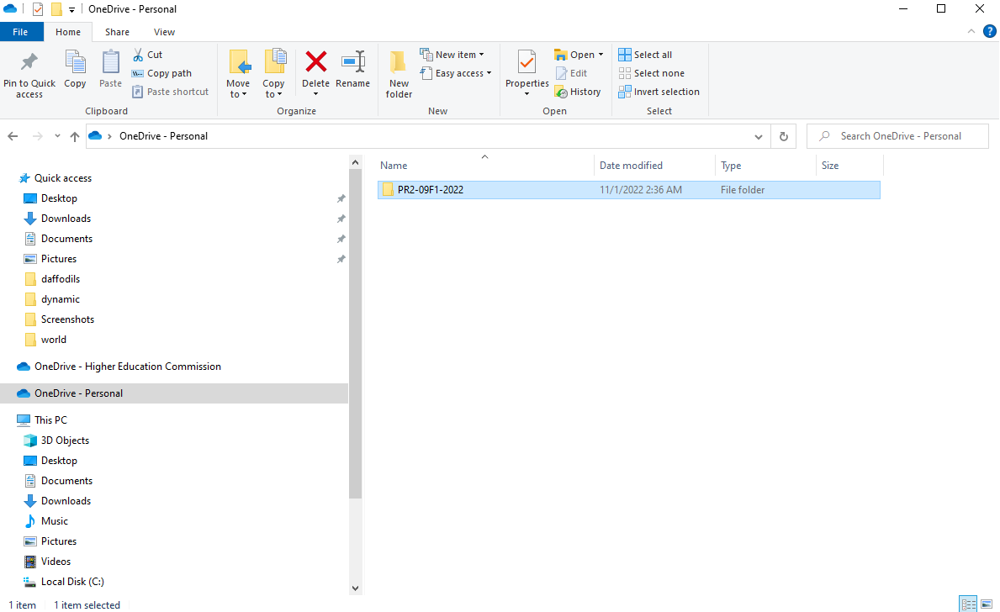 OneDrive - Personal
File Home Share View
Pin to Quick access
Copy
Paste
Cut
Copy path
Paste shortcut
Clipboard
Move to
Copy to
Delete
Rename
Organize
New folder
New item
Easy access
New
Properties
Open
Edit
History
Open
Select all
Select none
Invert selection
Select
OneDrive - Personal
Search OneDrive - Personal
Name Date modified Type Size
PR2-09F1-2022 11/1/2022 2:36 AM File folder
Quick access
Desktop
Downloads
Documents
Pictures
daffodils
dynamic
Screenshots
world
OneDrive - Higher Education Commission
OneDrive - Personal
This PC
3D Objects
Desktop
Documents
Downloads
Music
Pictures
Videos
Local Disk (C:)
1 item 1 item selected